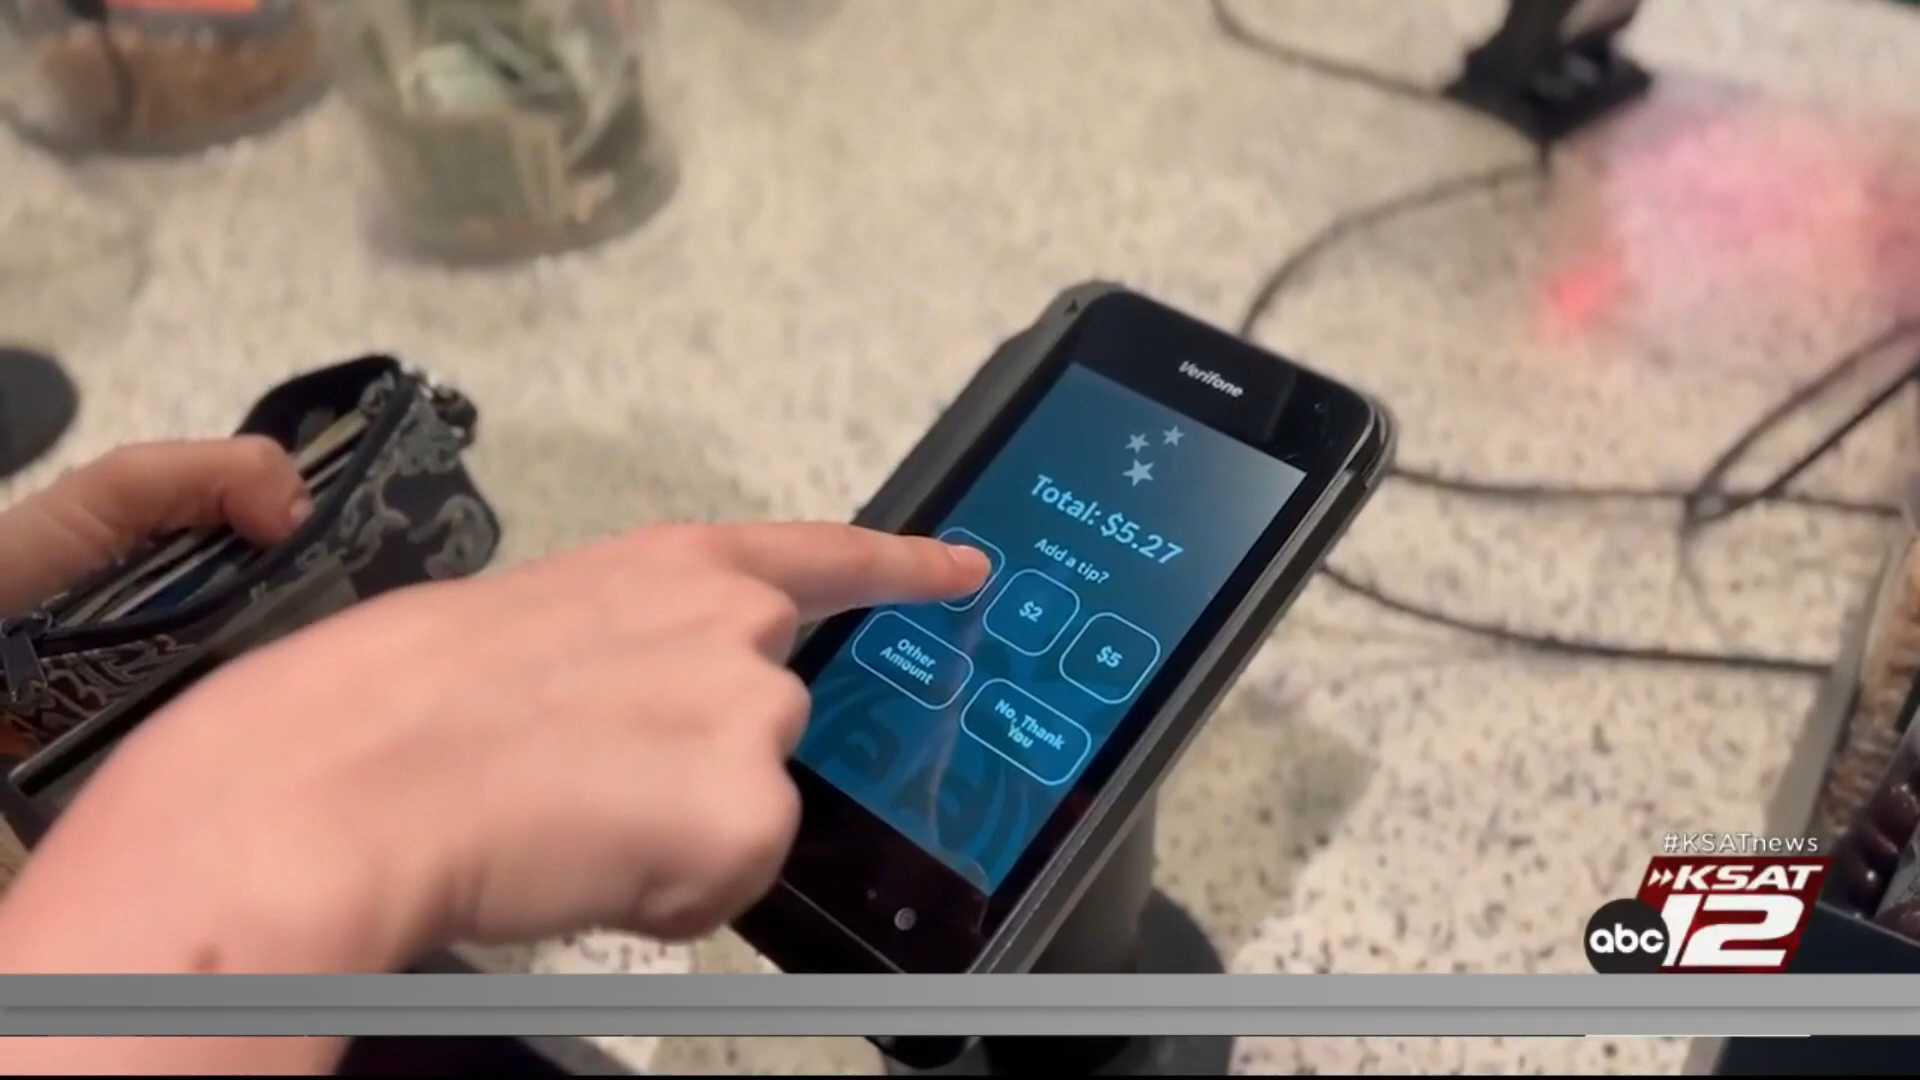 Verifone
Total: $5.27
Add a tip?
$2
$5
Other
Amount
No, Thank
You
#KSATnews
KSAT
abc
12